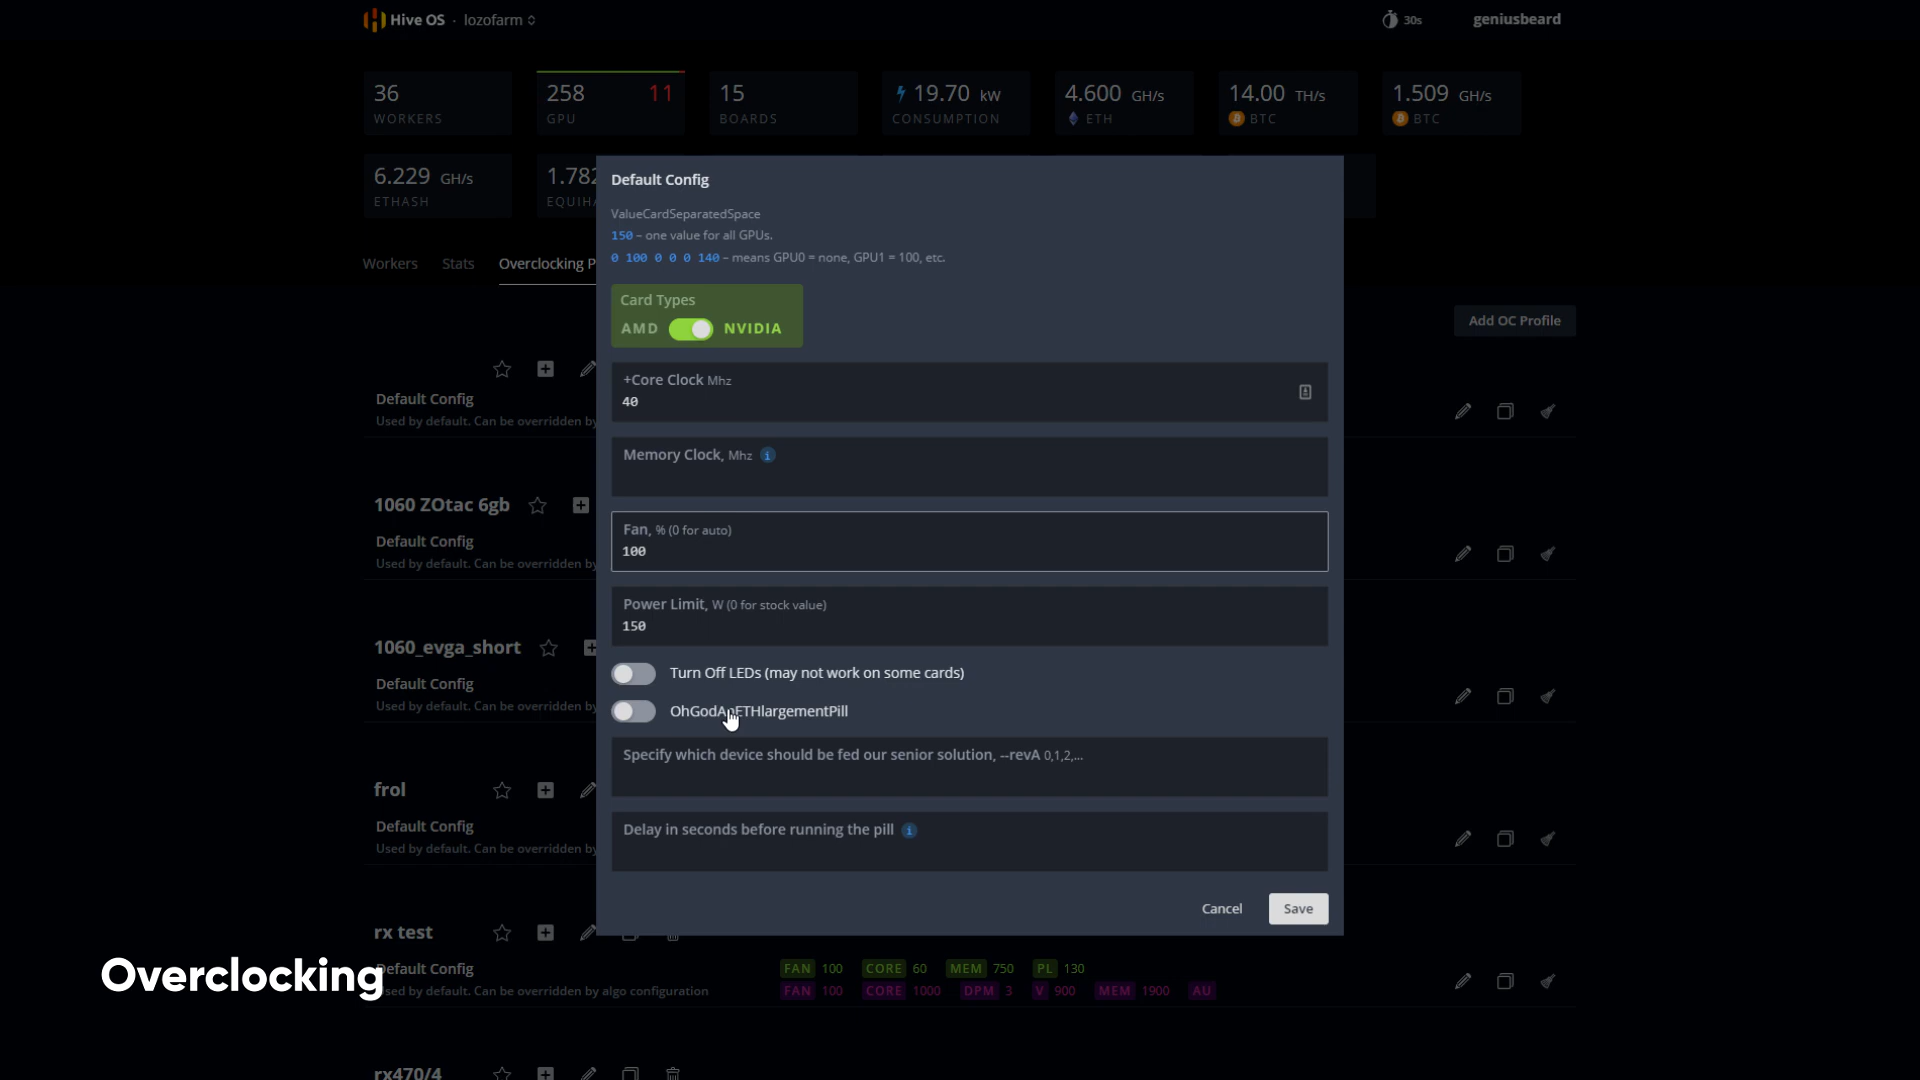 Hive OS · lozofarm
30s
geniusbeard
36
WORKERS
258 11
GPU
15
BOARDS
19.70 kW
CONSUMPTION
4.600 GH/s
ETH
14.00 TH/s
BTC
1.509 GH/s
BTC
6.229 GH/s
ETHASH
1.782
EQUIHA
Workers Stats Overclocking P
Add OC Profile
Default Config
Used by default. Can be overridden by
1060 ZOtac 6gb
Default Config
Used by default. Can be overridden by
1060_evga_short
Default Config
Used by default. Can be overridden by
frol
Default Config
Used by default. Can be overridden by
rx test
Default Config
sed by default. Can be overridden by algo configuration
FAN 100 CORE 60 MEM 750 PL 130
FAN 100 CORE 1000 DPM 3 V 900 MEM 1900 AU
rx470/4
Default Config
ValueCardSeparatedSpace
150 – one value for all GPUs.
0 100 0 0 0 140 – means GPU0 = none, GPU1 = 100, etc.
Card Types
AMD NVIDIA
+Core Clock Mhz
40
Memory Clock, Mhz
Fan, % (0 for auto)
100
Power Limit, W (0 for stock value)
150
Turn Off LEDs (may not work on some cards)
OhGodAnETHlargementPill
Specify which device should be fed our senior solution, --revA 0,1,2,...
Delay in seconds before running the pill
Cancel Save
Overclocking